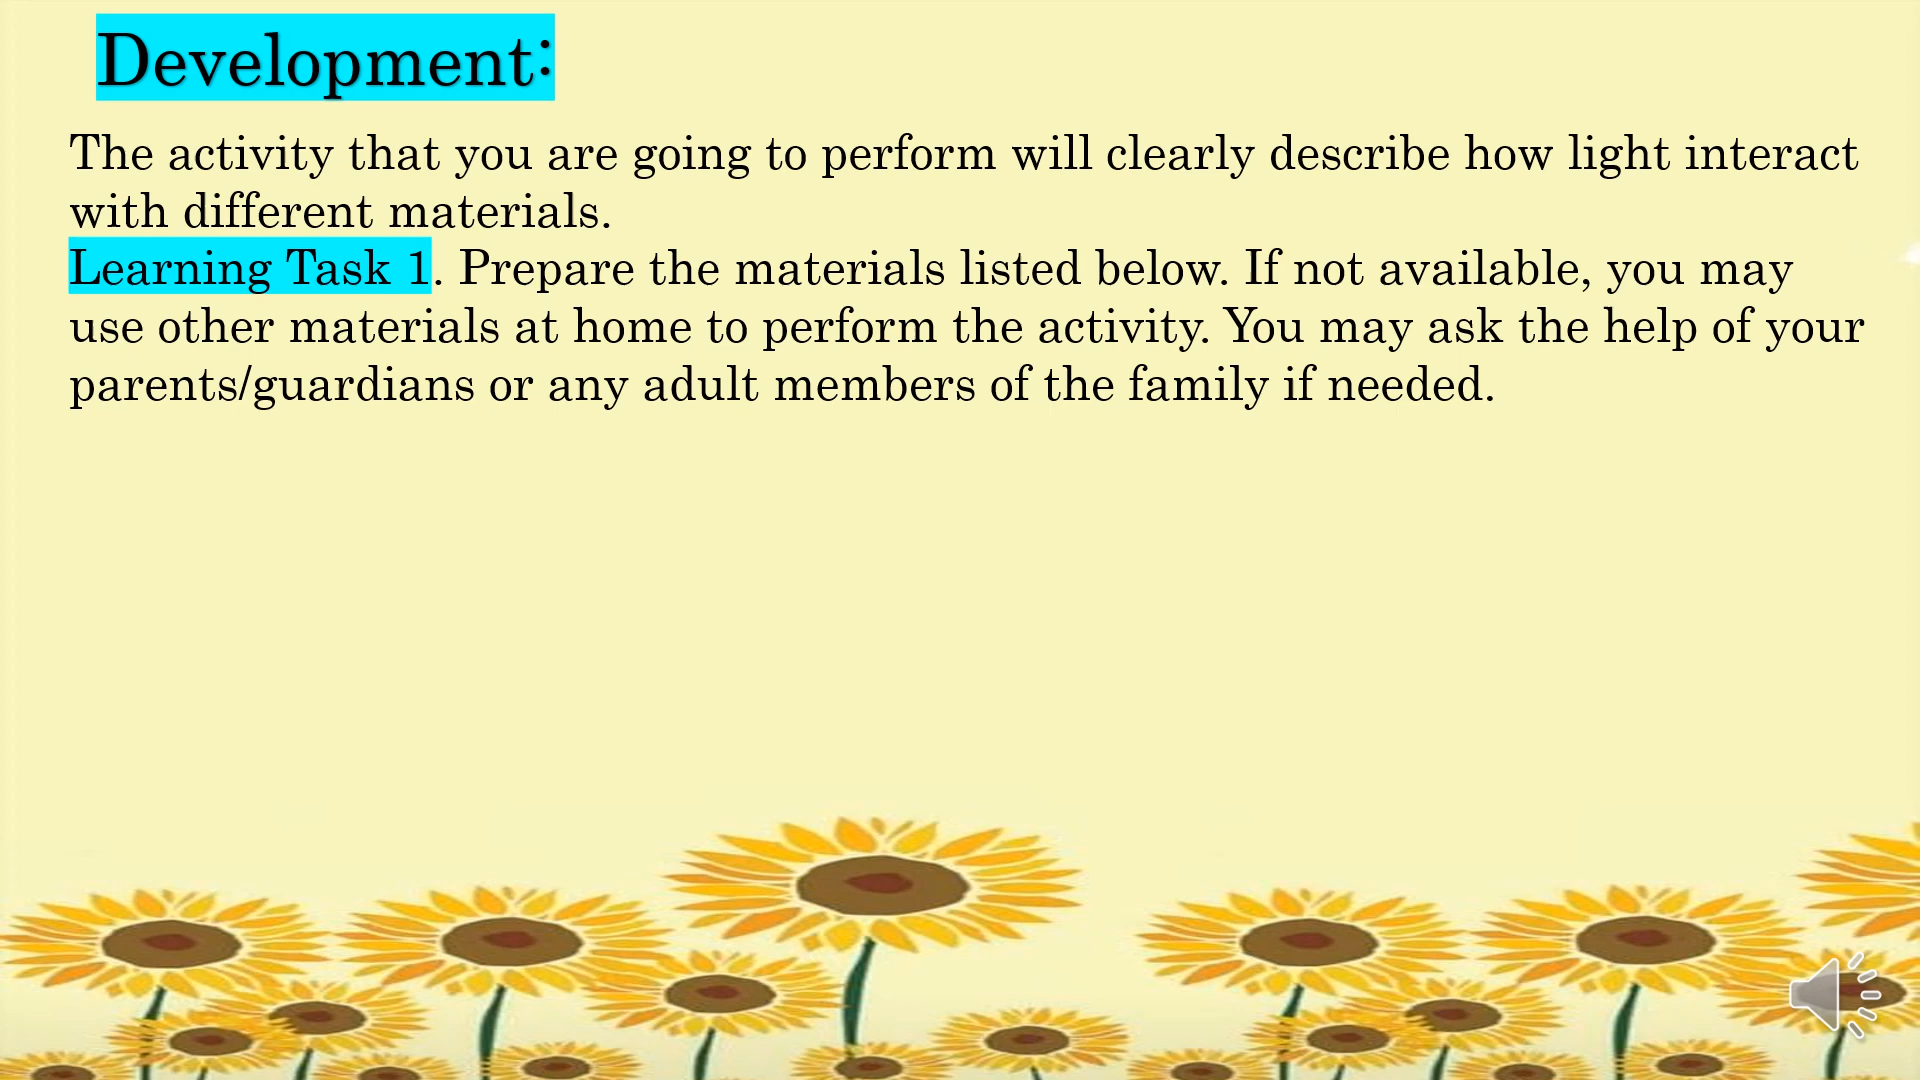 Development:
The activity that you are going to perform will clearly describe how light interact
with different materials.
Learning Task 1. Prepare the materials listed below. If not available, you may
use other materials at home to perform the activity. You may ask the help of your
parents/guardians or any adult members of the family if needed.